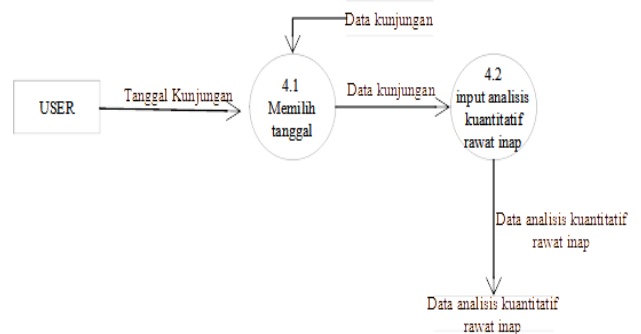 Data kunjungan
USER
Tanggal Kunjungan
4.1
Memilih
tanggal
Data kunjungan
4.2
input analisis
kuantitatif
rawat inap
Data analisis kuantitatif
rawat inap
Data analisis kuantitatif
rawat inap